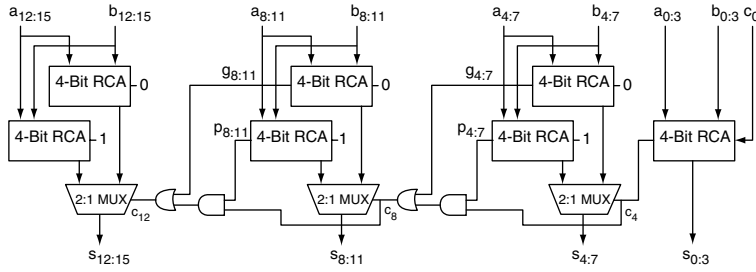 a12:15 b12:15 a8:11 b8:11 a4:7 b4:7 a0:3 b0:3 c0
4-Bit RCA 0 g8:11 4-Bit RCA 0 g4:7 4-Bit RCA 0
4-Bit RCA 1 p8:11 4-Bit RCA 1 p4:7 4-Bit RCA 1 4-Bit RCA
2:1 MUX c12 2:1 MUX c8 2:1 MUX c4
s12:15 s8:11 s4:7 s0:3